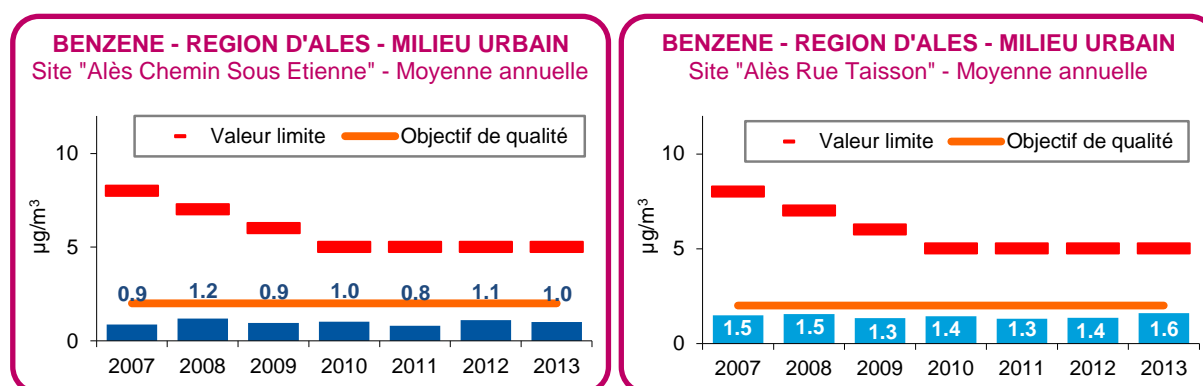 BENZENE - REGION D'ALES - MILIEU URBAIN
Site "Alès Chemin Sous Etienne" - Moyenne annuelle
Valeur limite
Objectif de qualité
10
5
0
µg/m³
0.9 1.2 0.9 1.0 0.8 1.1 1.0
2007 2008 2009 2010 2011 2012 2013
BENZENE - REGION D'ALES - MILIEU URBAIN
Site "Alès Rue Taisson" - Moyenne annuelle
Valeur limite
Objectif de qualité
10
5
0
µg/m³
1.5 1.5 1.3 1.4 1.3 1.4 1.6
2007 2008 2009 2010 2011 2012 2013